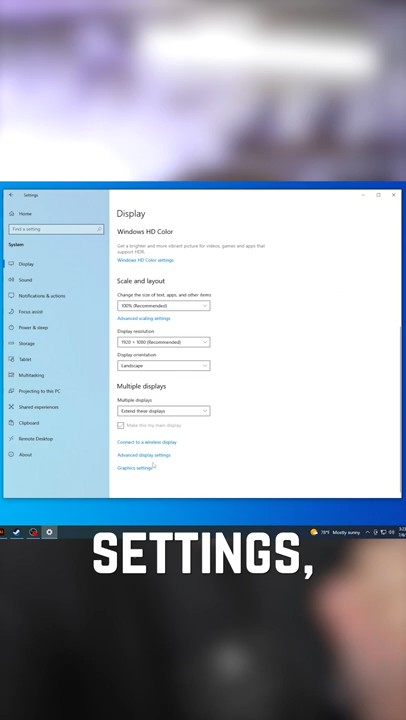 Settings
Home
Find a setting
System
Display
Sound
Notifications & actions
Focus assist
Power & sleep
Storage
Tablet
Multitasking
Projecting to this PC
Shared experiences
Clipboard
Remote Desktop
About
Display
Windows HD Color
Get a brighter and more vibrant picture for videos, games and apps that
support HDR.
Windows HD Color settings
Scale and layout
Change the size of text, apps, and other items
100% (Recommended)
Advanced scaling settings
Display resolution
1920 × 1080 (Recommended)
Display orientation
Landscape
Multiple displays
Multiple displays
Extend these displays
Make this my main display
Connect to a wireless display
Advanced display settings
Graphics settings
78°F Mostly sunny
SETTINGS,